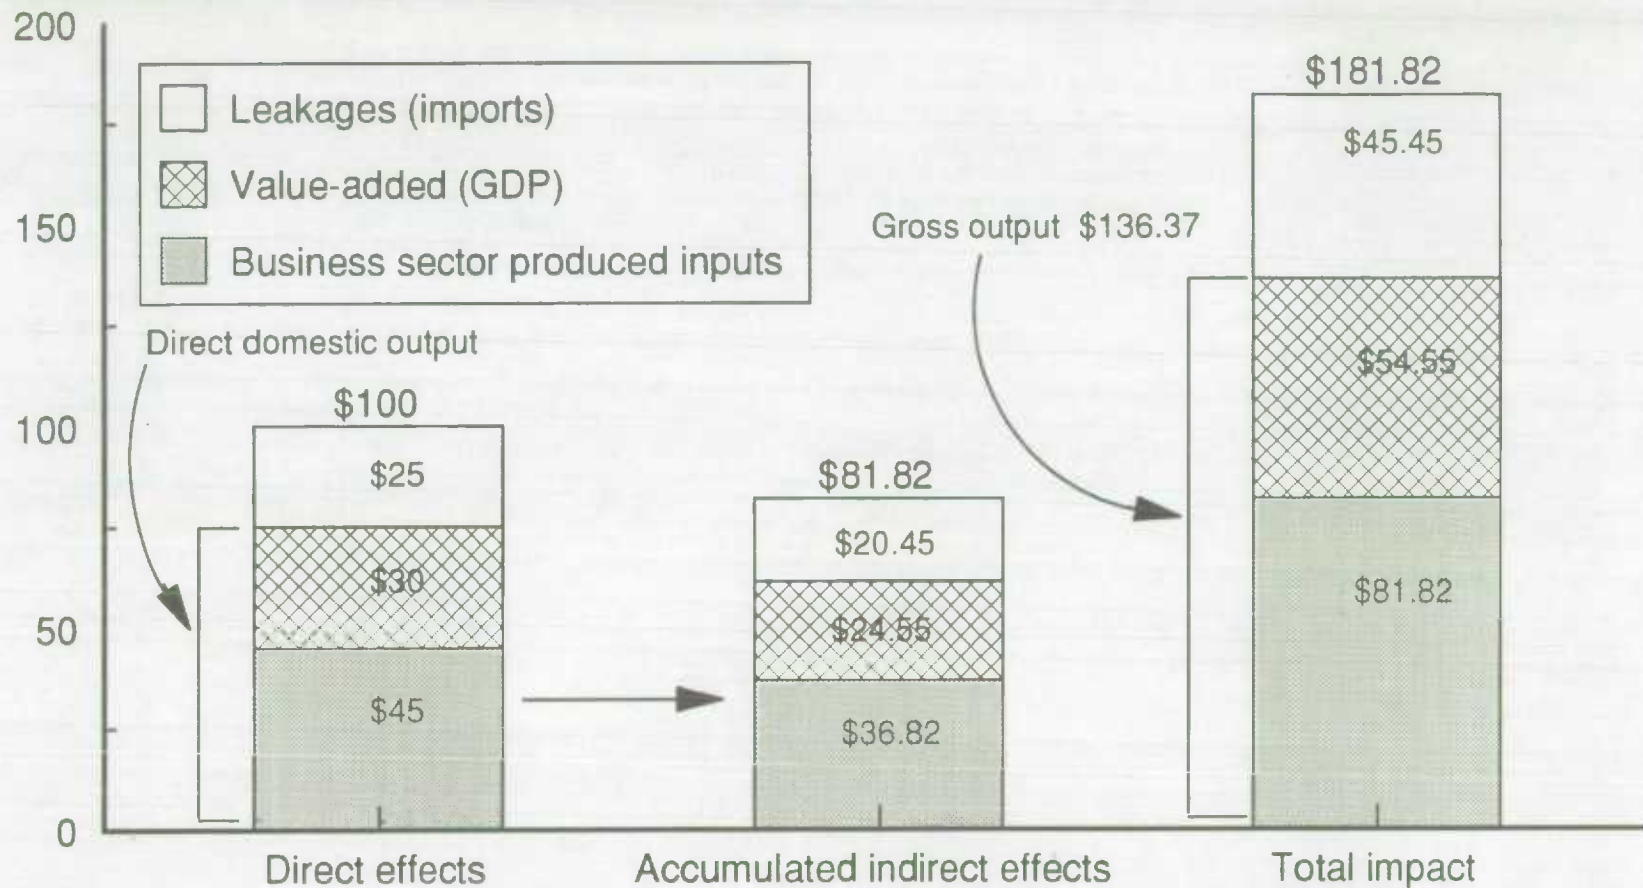 200
150
100
50
0
Leakages (imports)
Value-added (GDP)
Business sector produced inputs
Direct domestic output
$100
$25
$30
$45
$81.82
$20.45
$24.55
$36.82
Gross output $136.37
$181.82
$45.45
$54.55
$81.82
Direct effects
Accumulated indirect effects
Total impact